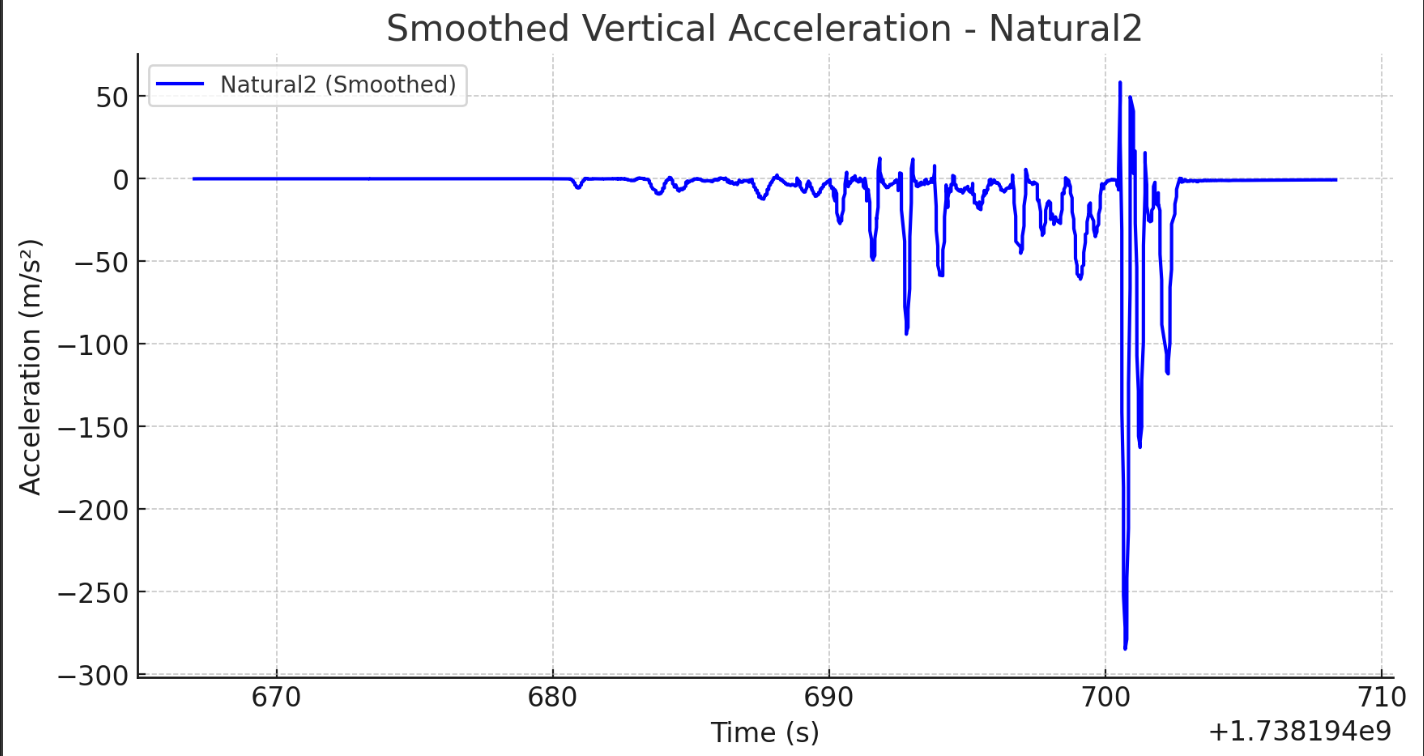 Smoothed Vertical Acceleration - Natural2
Natural2 (Smoothed)
50
0
−50
−100
−150
−200
−250
−300
Acceleration (m/s²)
670
680
690
700
710
Time (s)
+1.738194e9